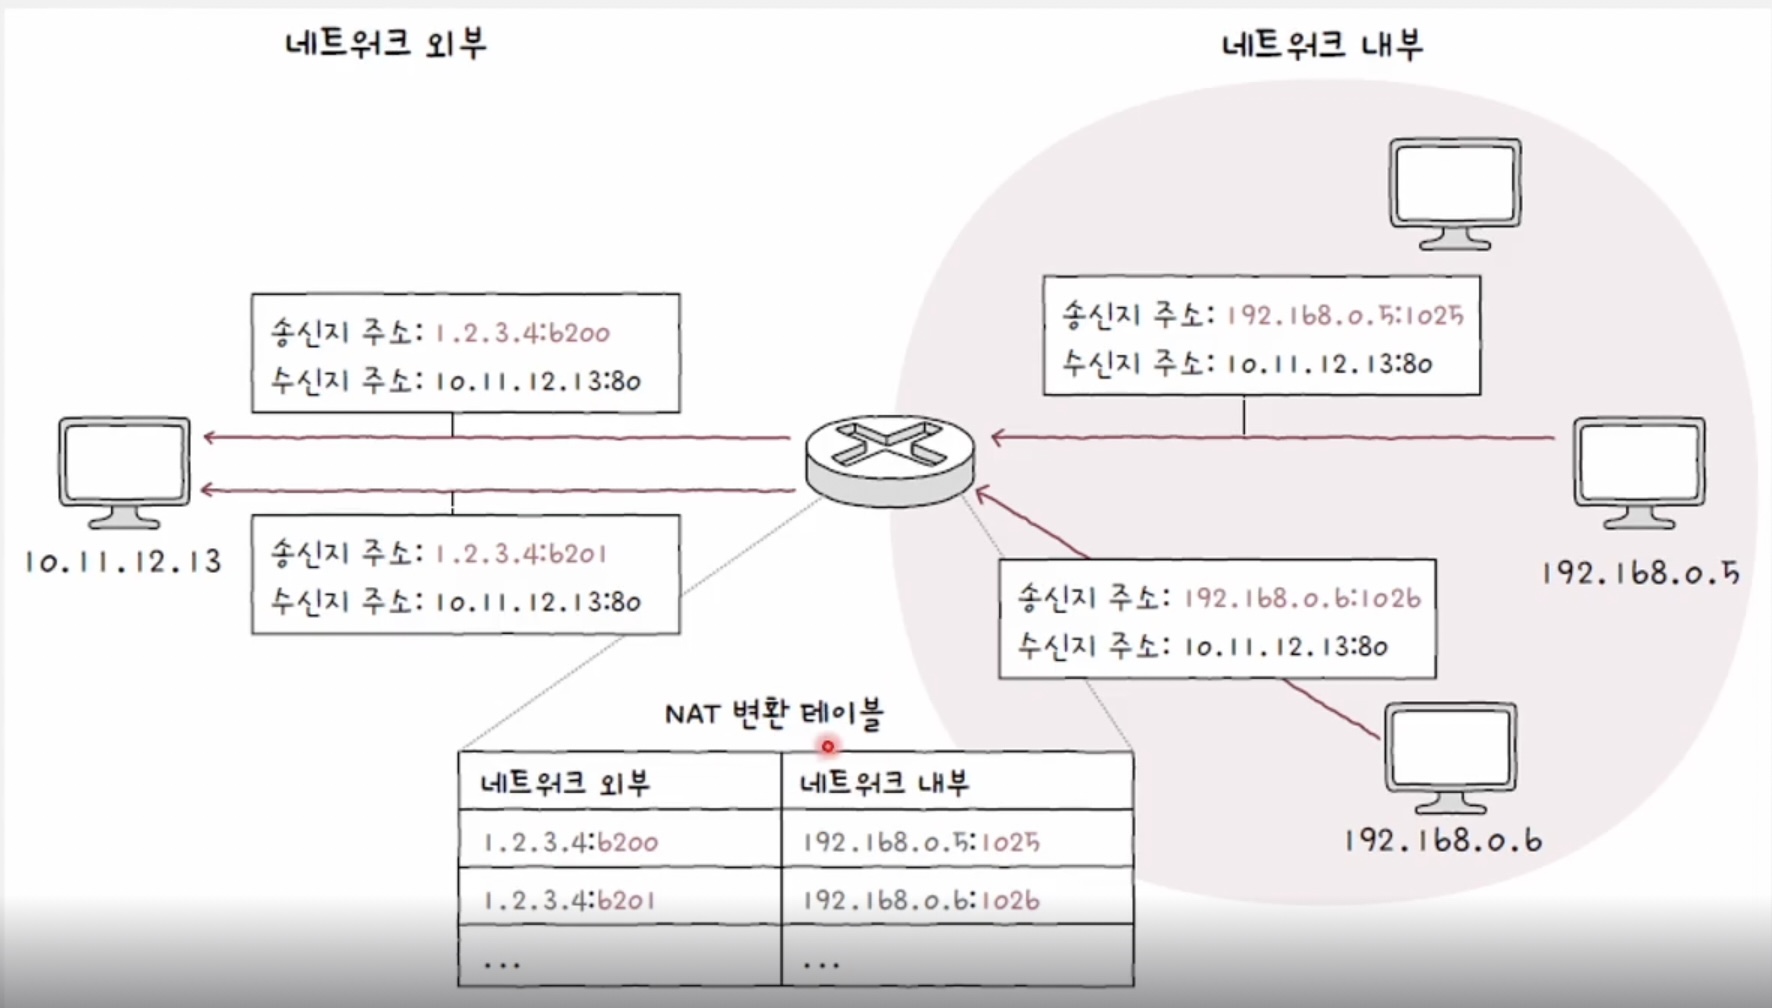 네트워크 외부
네트워크 내부
송신지 주소: 192.168.0.5:1025
수신지 주소: 10.11.12.13:80
송신지 주소: 1.2.3.4:6200
수신지 주소: 10.11.12.13:80
10.11.12.13
192.168.0.5
송신지 주소: 1.2.3.4:6201
수신지 주소: 10.11.12.13:80
송신지 주소: 192.168.0.6:1026
수신지 주소: 10.11.12.13:80
192.168.0.6
NAT 변환 테이블
네트워크 외부 네트워크 내부
1.2.3.4:6200 192.168.0.5:1025
1.2.3.4:6201 192.168.0.6:1026
... ...